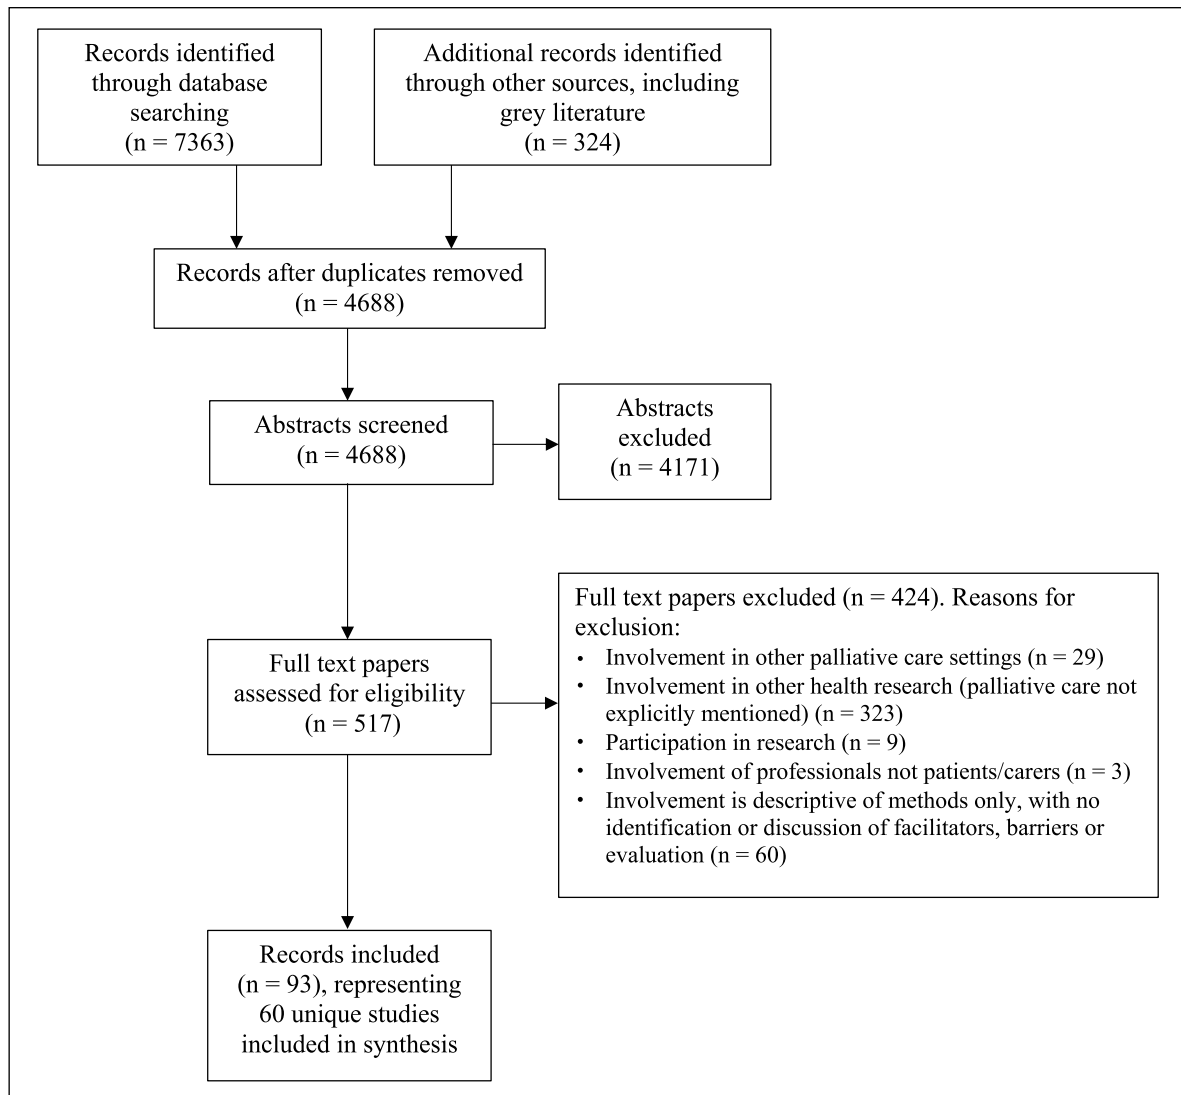 Records identified
through database
searching
(n = 7363)
Additional records identified
through other sources, including
grey literature
(n = 324)
Records after duplicates removed
(n = 4688)
Abstracts screened
(n = 4688)
Abstracts
excluded
(n = 4171)
Full text papers
assessed for eligibility
(n = 517)
Full text papers excluded (n = 424). Reasons for
exclusion:
• Involvement in other palliative care settings (n = 29)
• Involvement in other health research (palliative care not
explicitly mentioned) (n = 323)
• Participation in research (n = 9)
• Involvement of professionals not patients/carers (n = 3)
• Involvement is descriptive of methods only, with no
identification or discussion of facilitators, barriers or
evaluation (n = 60)
Records included
(n = 93), representing
60 unique studies
included in synthesis